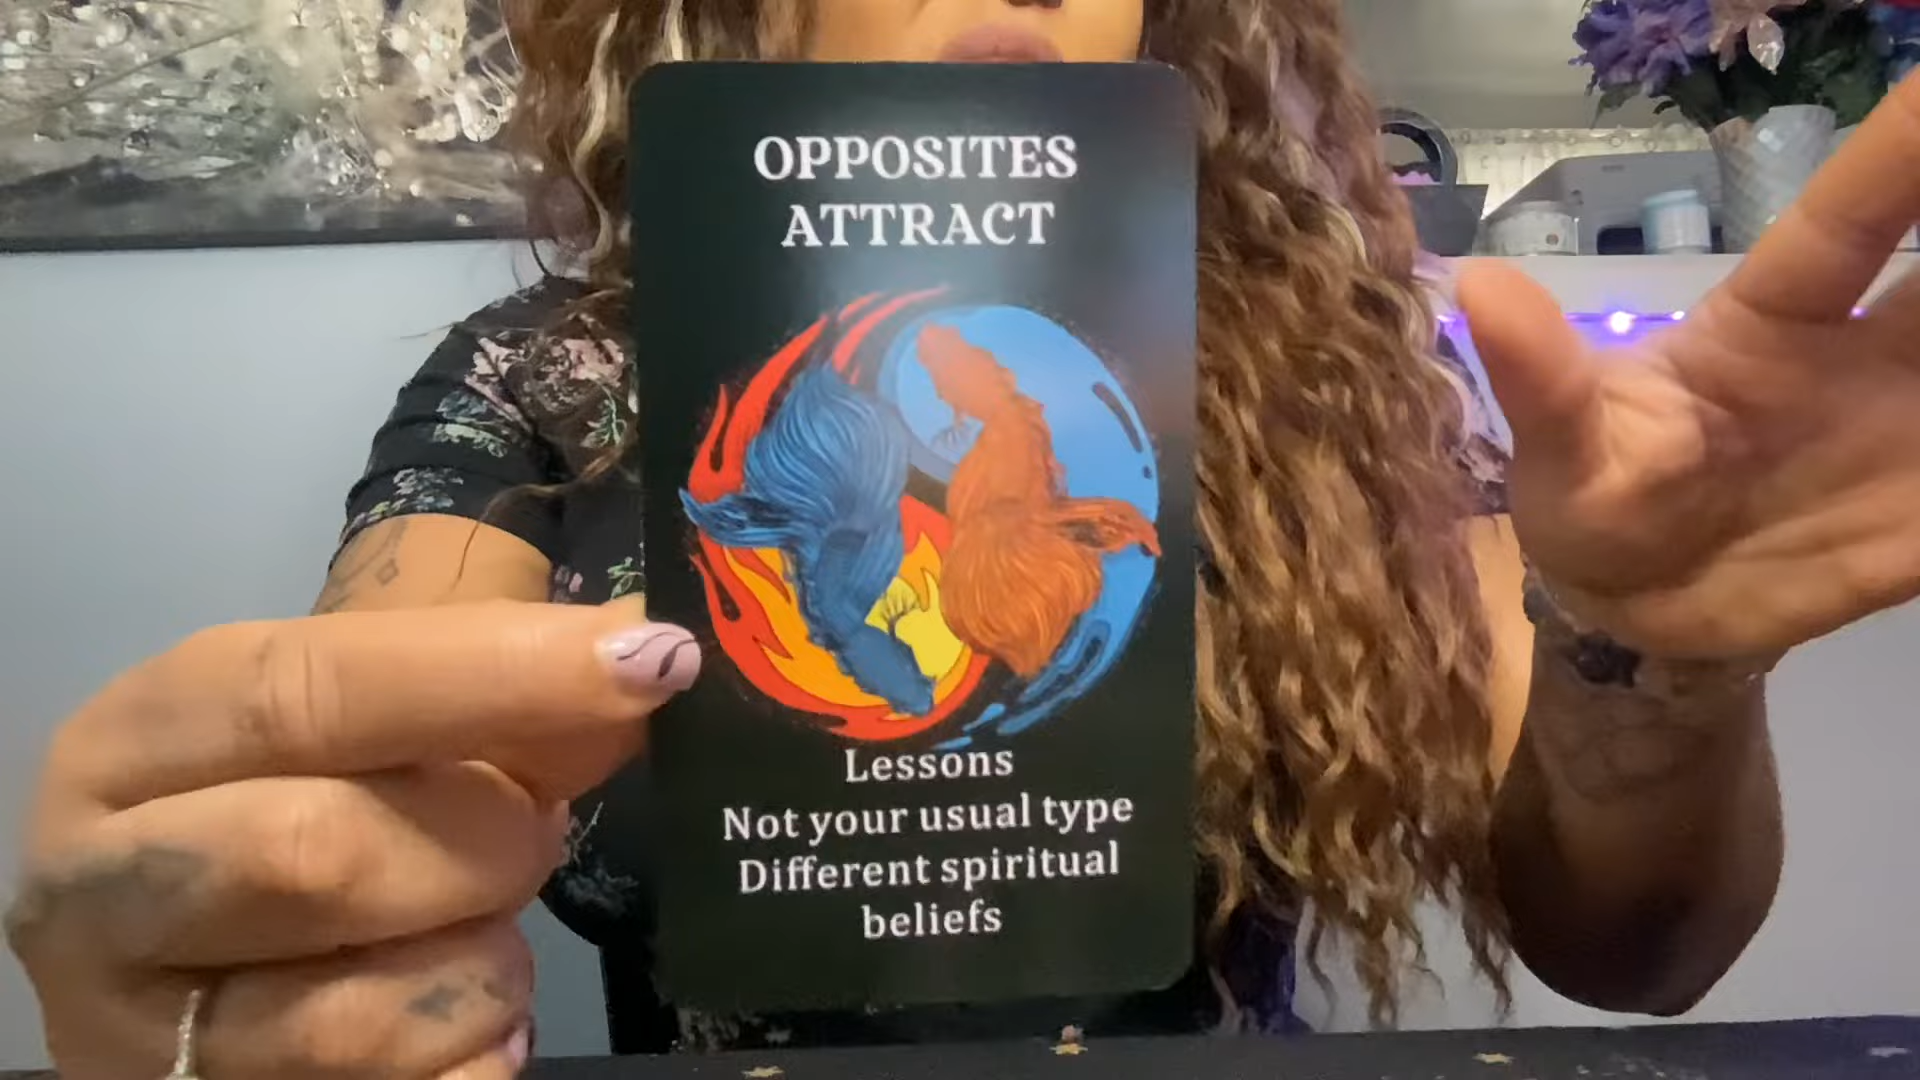 OPPOSITES
ATTRACT
Lessons
Not your usual type
Different spiritual
beliefs